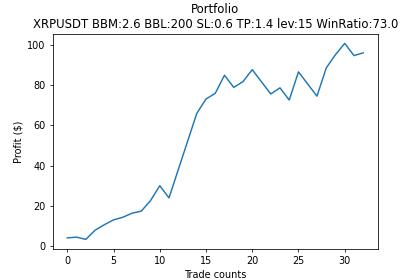 Portfolio
XRPUSDT BBM:2.6 BBL:200 SL:0.6 TP:1.4 lev:15 WinRatio:73.0
100
80
60
40
20
0
Profit ($)
0 5 10 15 20 25 30
Trade counts